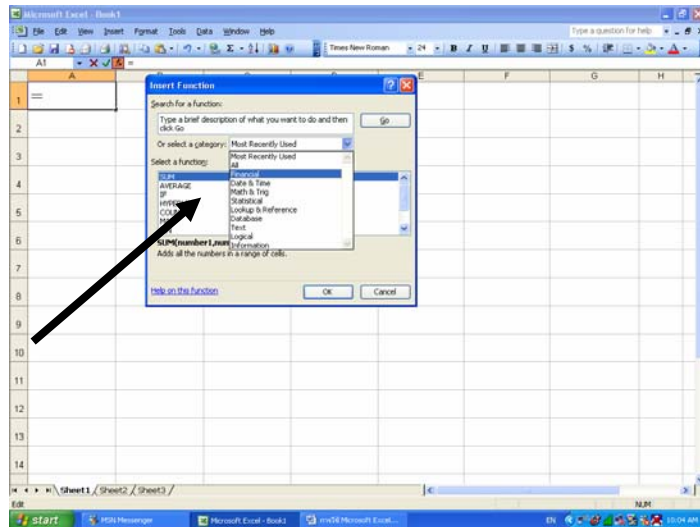 Microsoft Excel - Book1
File Edit View Insert Format Tools Data Window Help
Type a question for help
Times New Roman 24 B I U
A1 =
A E F G H
1 =
2
3
4
5
6
7
8
9
10
11
12
13
14
Insert Function
Search for a function:
Type a brief description of what you want to do and then click Go
Go
Or select a category: Most Recently Used
Most Recently Used
All
Financial
Date & Time
Math & Trig
Statistical
Lookup & Reference
Database
Text
Logical
Information
Select a function:
SUM
AVERAGE
IF
SUM(number1,num
Adds all the numbers in a range of cells.
Help on this function
OK Cancel
Sheet1 Sheet2 Sheet3
Edit NUM
start MSN Messenger Microsoft Excel - Book1 EN 10:04 AM